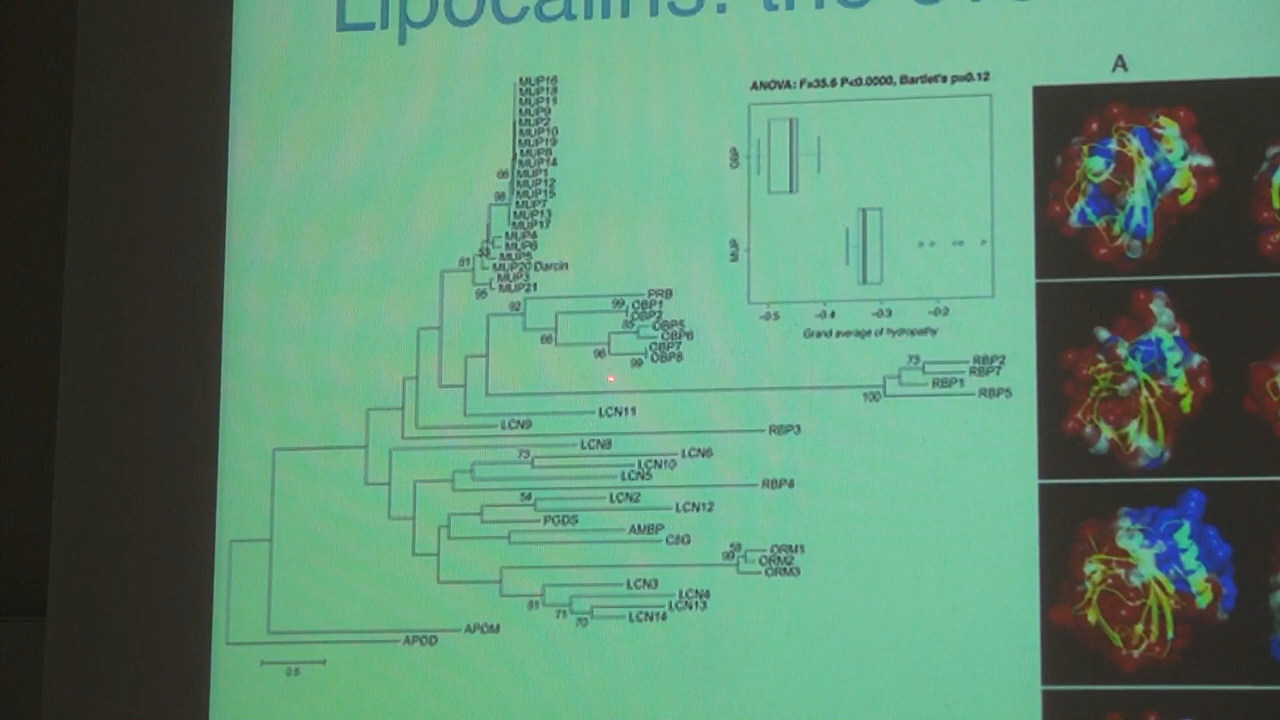 Lipocalins: the evo
A
ANOVA: F=35.6 P<0.0000, Bartlet's p=0.12
OBP
MUP
-0.5 -0.4 -0.3 -0.2
Grand average of hydropathy
MUP16
MUP18
MUP11
MUP9
MUP2
MUP10
MUP19
MUP8
MUP14
66 MUP1
MUP12
98 MUP15
MUP7
MUP13
MUP17
MUP4
MUP6
53 MUP5
81 MUP20 Darcin
MUP3
95 MUP21
PRB
92 99 OBP1
OBP2
85 OBP5
66 OBP6
96 OBP7
99 OBP8
73 RBP2
RBP7
RBP1
100 RBP5
LCN11
LCN9
RBP3
LCN8
73 LCN6
LCN10
LCN5
RBP4
54 LCN2
LCN12
PGDS
AMBP
C8G
58 ORM1
99 ORM2
ORM3
LCN3
81 LCN4
71 LCN13
70 LCN14
APOM
APOD
0.5